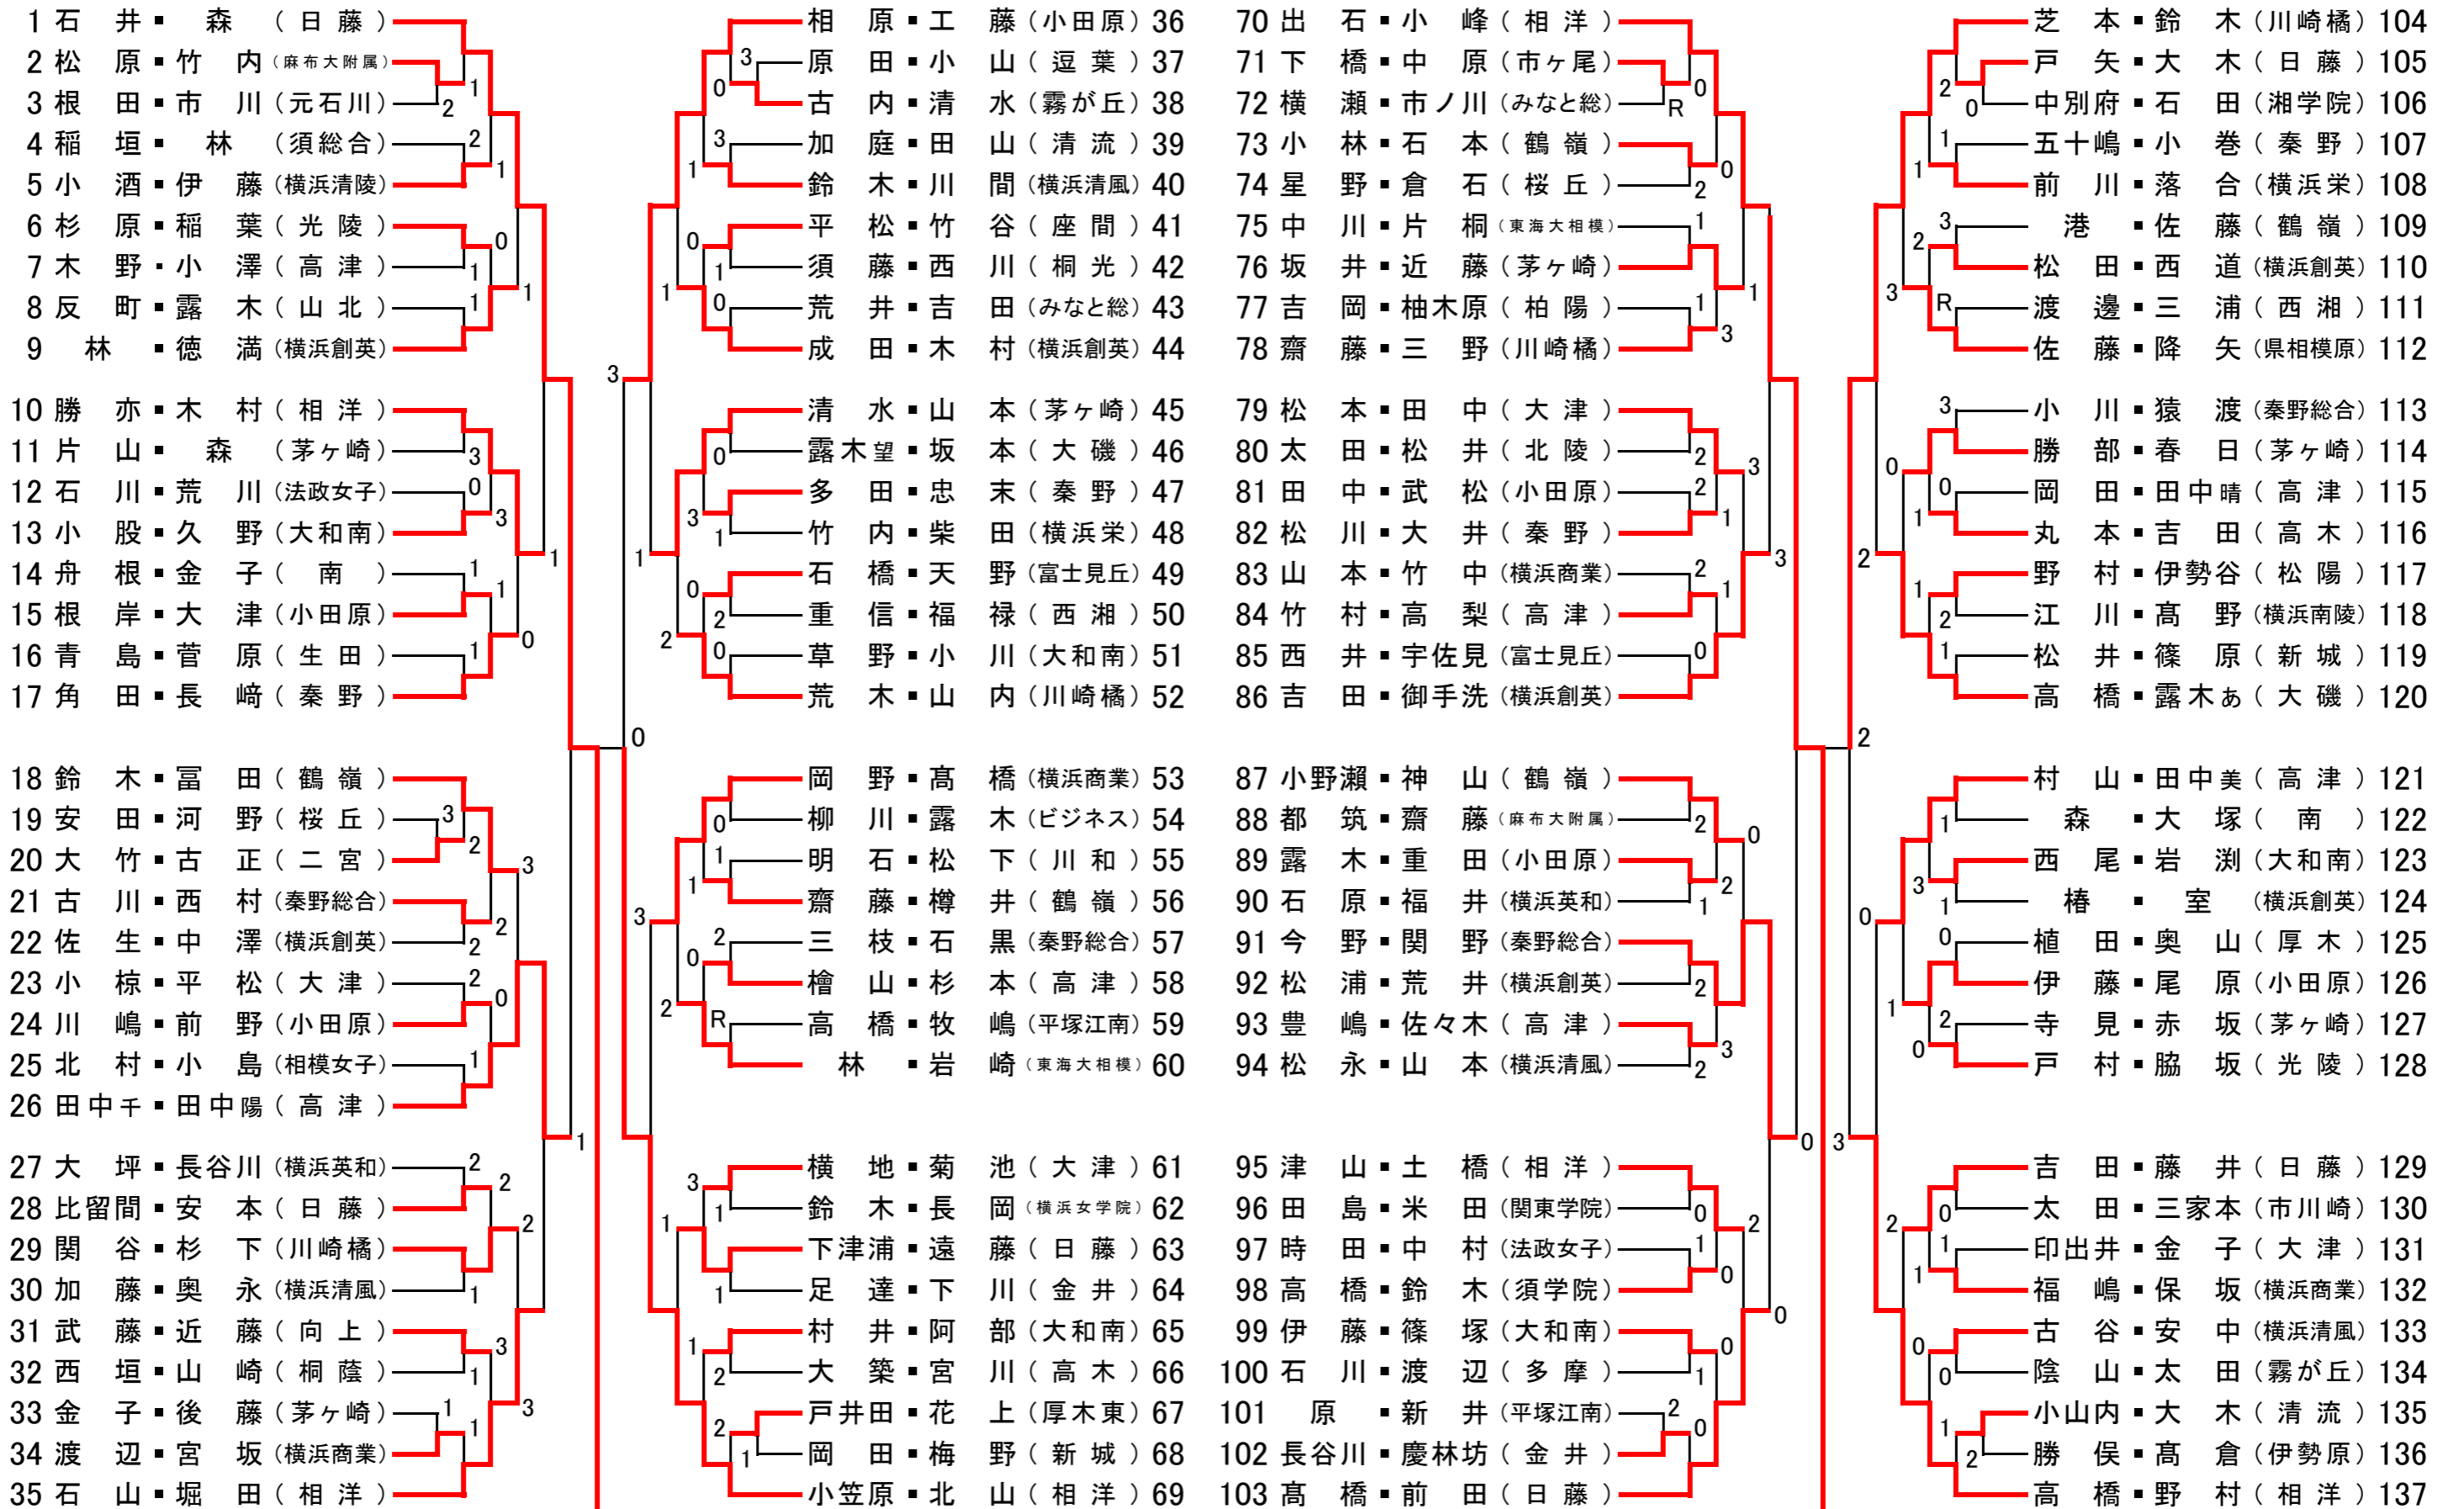 1 石井・森（日藤）
2 松原・竹内（麻布大附属）
3 根田・市川（元石川）
4 稲垣・林（須総合）
5 小酒・伊藤（横浜清陵）
6 杉原・稲葉（光陵）
7 木野・小澤（高津）
8 反町・露木（山北）
9 林・徳満（横浜創英）
10 勝亦・木村（相洋）
11 片山・森（茅ヶ崎）
12 石川・荒川（法政女子）
13 小股・久野（大和南）
14 舟根・金子（南）
15 根岸・大津（小田原）
16 青島・菅原（生田）
17 角田・長﨑（秦野）
18 鈴木・冨田（鶴嶺）
19 安田・河野（桜丘）
20 大竹・古正（二宮）
21 古川・西村（秦野総合）
22 佐生・中澤（横浜創英）
23 小椋・平松（大津）
24 川嶋・前野（小田原）
25 北村・小島（相模女子）
26 田中千・田中陽（高津）
27 大坪・長谷川（横浜英和）
28 比留間・安本（日藤）
29 関谷・杉下（川崎橘）
30 加藤・奥永（横浜清風）
31 武藤・近藤（向上）
32 西垣・山崎（桐蔭）
33 金子・後藤（茅ヶ崎）
34 渡辺・宮坂（横浜商業）
35 石山・堀田（相洋）
相原・工藤（小田原）36
原田・小山（逗葉）37
古内・清水（霧が丘）38
加庭・田山（清流）39
鈴木・川間（横浜清風）40
平松・竹谷（座間）41
須藤・西川（桐光）42
荒井・吉田（みなと総）43
成田・木村（横浜創英）44
清水・山本（茅ヶ崎）45
露木望・坂本（大磯）46
多田・忠末（秦野）47
竹内・柴田（横浜栄）48
石橋・天野（富士見丘）49
重信・福禄（西湘）50
草野・小川（大和南）51
荒木・山内（川崎橘）52
岡野・髙橋（横浜商業）53
柳川・露木（ビジネス）54
明石・松下（川和）55
齋藤・樽井（鶴嶺）56
三枝・石黒（秦野総合）57
檜山・杉本（高津）58
高橋・牧嶋（平塚江南）59
林・岩崎（東海大相模）60
横地・菊池（大津）61
鈴木・長岡（横浜女学院）62
下津浦・遠藤（日藤）63
足達・下川（金井）64
村井・阿部（大和南）65
大築・宮川（高木）66
戸井田・花上（厚木東）67
岡田・梅野（新城）68
小笠原・北山（相洋）69
70 出石・小峰（相洋）
71 下橋・中原（市ヶ尾）
72 横瀬・市ノ川（みなと総）
73 小林・石本（鶴嶺）
74 星野・倉石（桜丘）
75 中川・片桐（東海大相模）
76 坂井・近藤（茅ヶ崎）
77 吉岡・柚木原（柏陽）
78 齋藤・三野（川崎橘）
79 松本・田中（大津）
80 太田・松井（北陵）
81 田中・武松（小田原）
82 松川・大井（秦野）
83 山本・竹中（横浜商業）
84 竹村・高梨（高津）
85 西井・宇佐見（富士見丘）
86 吉田・御手洗（横浜創英）
87 小野瀬・神山（鶴嶺）
88 都筑・齋藤（麻布大附属）
89 露木・重田（小田原）
90 石原・福井（横浜英和）
91 今野・関野（秦野総合）
92 松浦・荒井（横浜創英）
93 豊嶋・佐々木（高津）
94 松永・山本（横浜清風）
95 津山・土橋（相洋）
96 田島・米田（関東学院）
97 時田・中村（法政女子）
98 高橋・鈴木（須学院）
99 伊藤・篠塚（大和南）
100 石川・渡辺（多摩）
101 原・新井（平塚江南）
102 長谷川・慶林坊（金井）
103 髙橋・前田（日藤）
芝本・鈴木（川崎橘）104
戸矢・大木（日藤）105
中別府・石田（湘学院）106
五十嶋・小巻（秦野）107
前川・落合（横浜栄）108
港・佐藤（鶴嶺）109
松田・西道（横浜創英）110
渡邊・三浦（西湘）111
佐藤・降矢（県相模原）112
小川・猿渡（秦野総合）113
勝部・春日（茅ヶ崎）114
岡田・田中晴（高津）115
丸本・吉田（高木）116
野村・伊勢谷（松陽）117
江川・髙野（横浜南陵）118
松井・篠原（新城）119
高橋・露木あ（大磯）120
村山・田中美（高津）121
森・大塚（南）122
西尾・岩渕（大和南）123
椿・室（横浜創英）124
植田・奥山（厚木）125
伊藤・尾原（小田原）126
寺見・赤坂（茅ヶ崎）127
戸村・脇坂（光陵）128
吉田・藤井（日藤）129
太田・三家本（市川崎）130
印出井・金子（大津）131
福嶋・保坂（横浜商業）132
古谷・安中（横浜清風）133
陰山・太田（霧が丘）134
小山内・大木（清流）135
勝俣・髙倉（伊勢原）136
高橋・野村（相洋）137